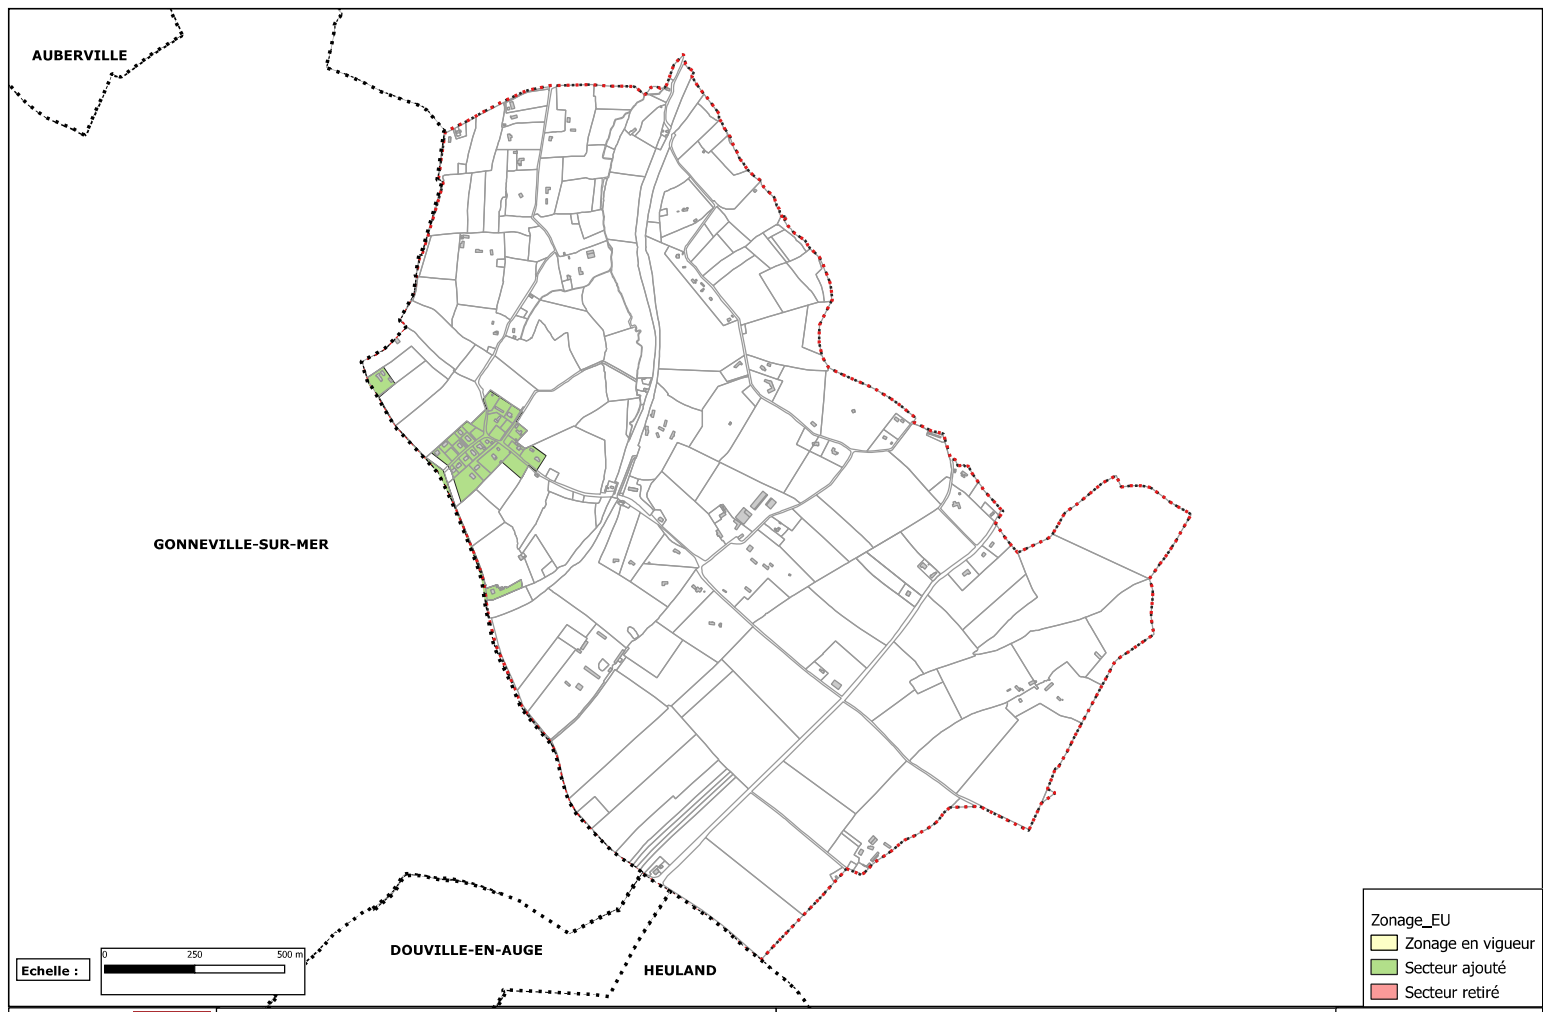 AUBERVILLE
GONNEVILLE-SUR-MER
DOUVILLE-EN-AUGE
HEULAND
Echelle :
0 250 500 m
Zonage_EU
Zonage en vigueur
Secteur ajouté
Secteur retiré